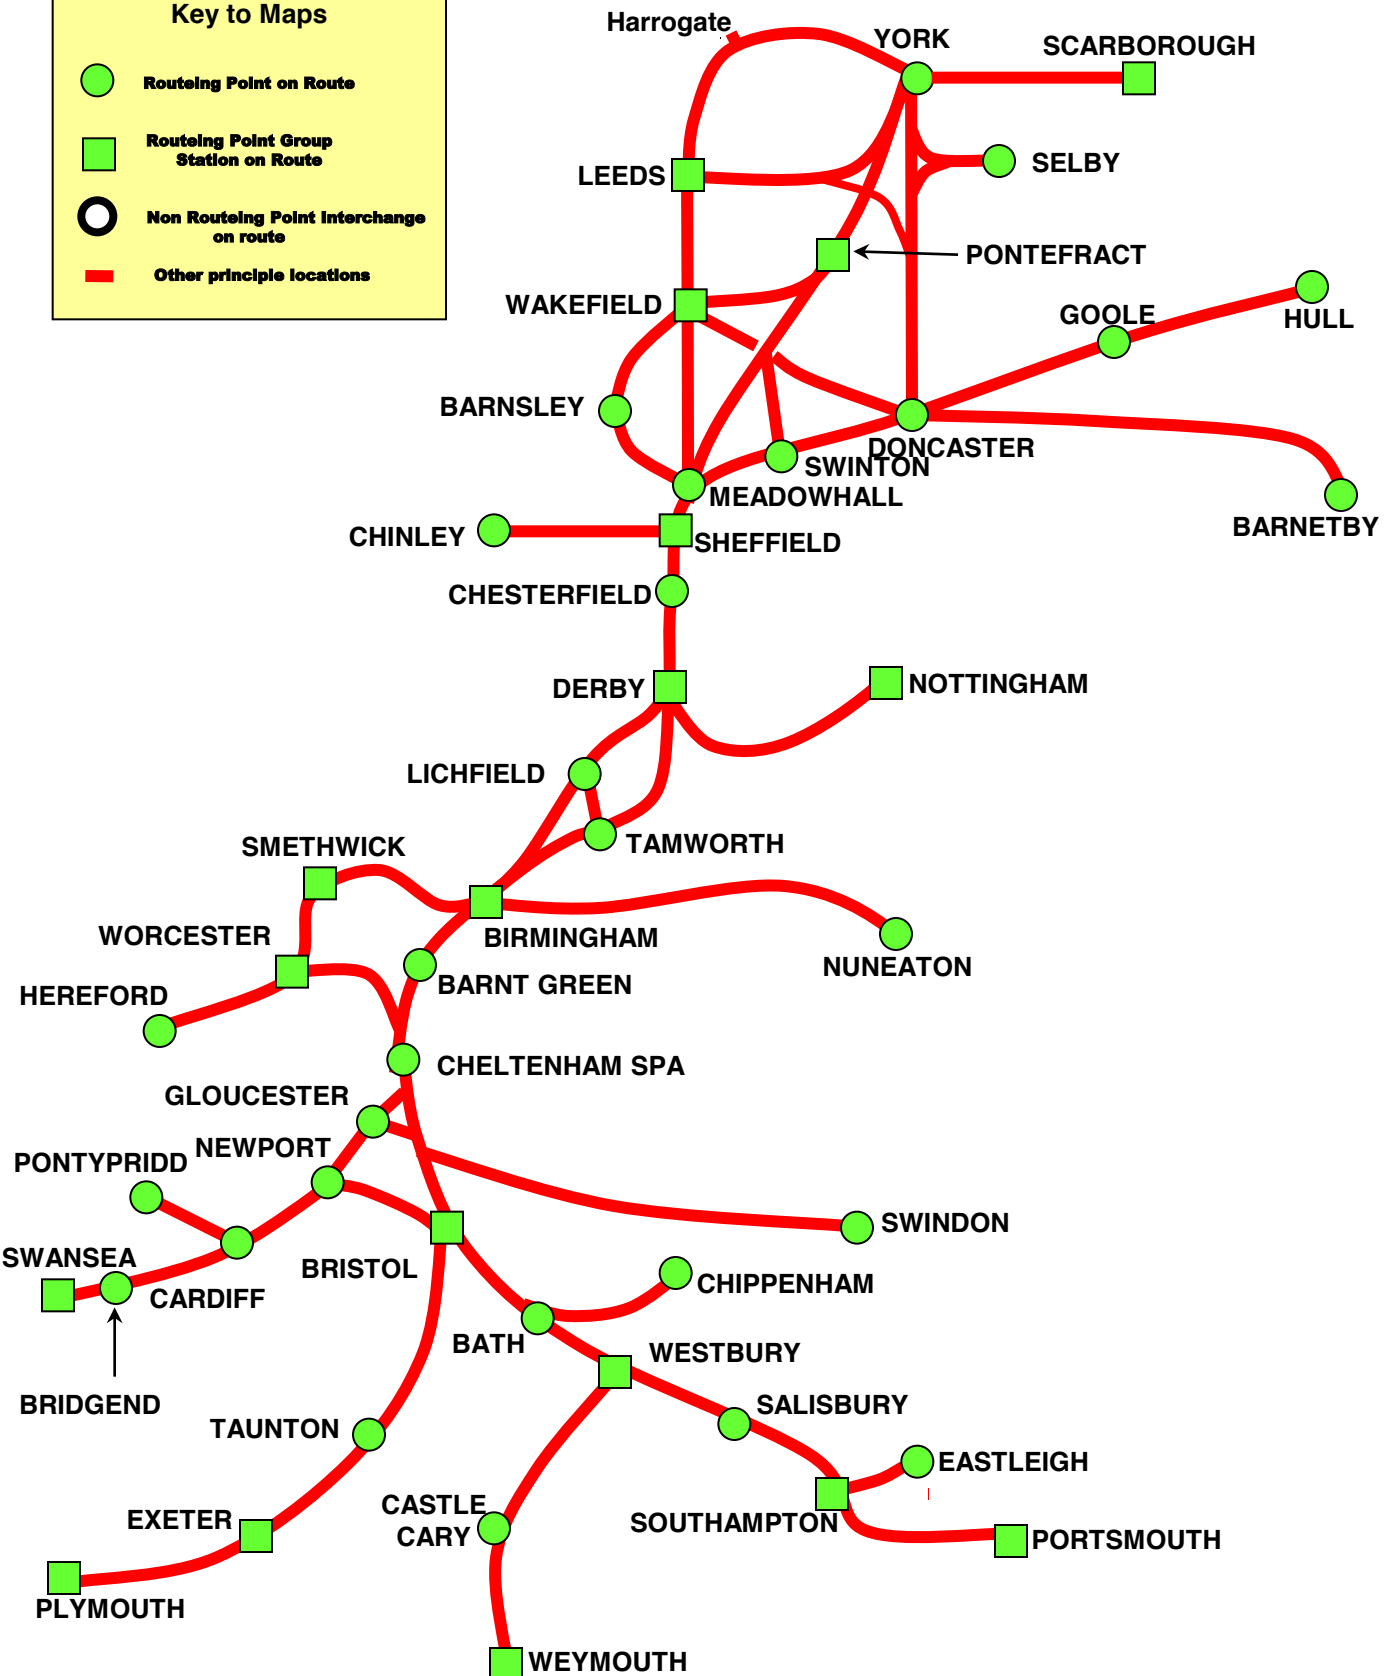 Key to Maps
Routeing Point on Route
Routeing Point Group
Station on Route
Non Routeing Point Interchange
on route
Other principle locations
Harrogate
YORK
SCARBOROUGH
LEEDS
SELBY
PONTEFRACT
WAKEFIELD
GOOLE
HULL
BARNSLEY
DONCASTER
SWINTON
MEADOWHALL
BARNETBY
CHINLEY
SHEFFIELD
CHESTERFIELD
DERBY
NOTTINGHAM
LICHFIELD
SMETHWICK
TAMWORTH
WORCESTER
BIRMINGHAM
NUNEATON
HEREFORD
BARNT GREEN
CHELTENHAM SPA
GLOUCESTER
NEWPORT
PONTYPRIDD
SWINDON
SWANSEA
BRISTOL
CHIPPENHAM
CARDIFF
BATH
WESTBURY
BRIDGEND
SALISBURY
TAUNTON
EASTLEIGH
CASTLE
CARY
EXETER
SOUTHAMPTON
PORTSMOUTH
PLYMOUTH
WEYMOUTH